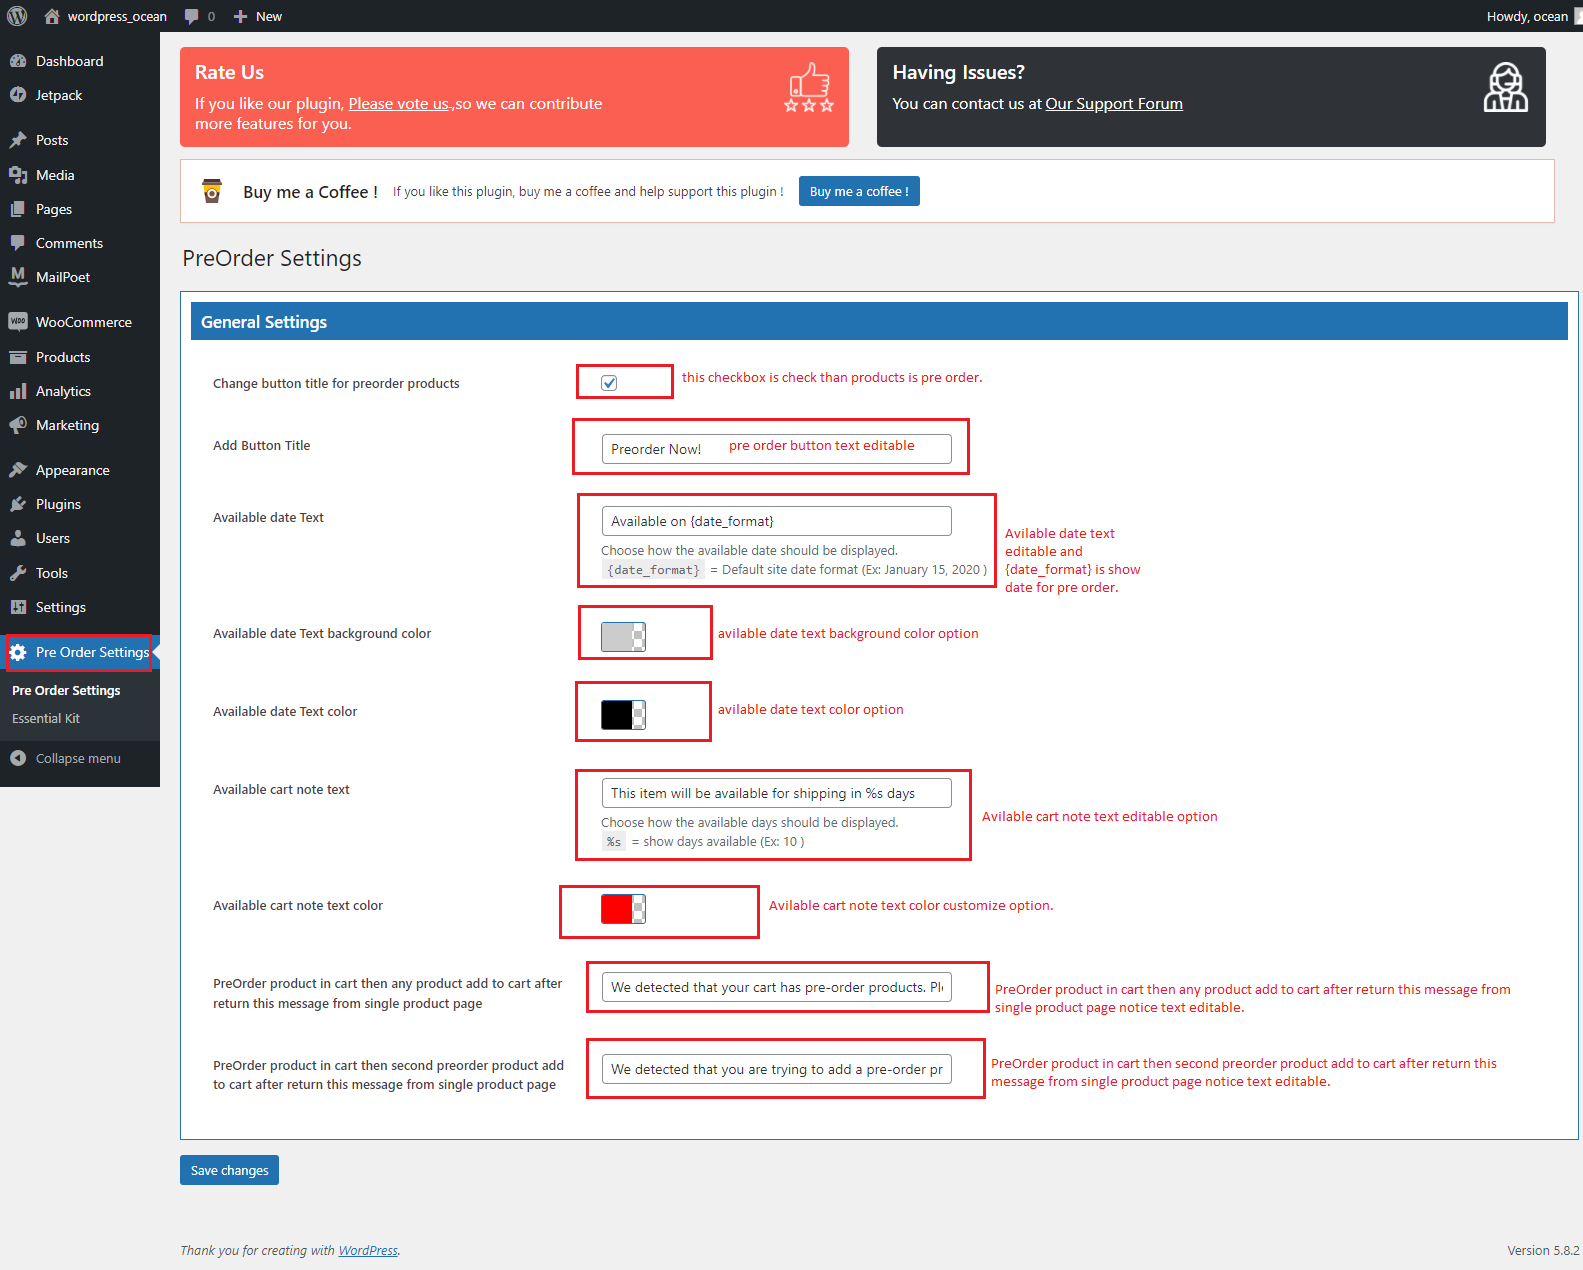 wordpress_ocean 0 New Howdy, ocean
Dashboard
Jetpack
Posts
Media
Pages
Comments
MailPoet
WooCommerce
Products
Analytics
Marketing
Appearance
Plugins
Users
Tools
Settings
Pre Order Settings
Pre Order Settings
Essential Kit
Collapse menu
Rate Us
If you like our plugin, Please vote us ,so we can contribute
more features for you.
Having Issues?
You can contact us at Our Support Forum
Buy me a Coffee ! If you like this plugin, buy me a coffee and help support this plugin ! Buy me a coffee !
PreOrder Settings
General Settings
Change button title for preorder products this checkbox is check than products is pre order.
Add Button Title Preorder Now! pre order button text editable
Available date Text Available on {date_format}
Choose how the available date should be displayed.
{date_format} = Default site date format (Ex: January 15, 2020 )
Avilable date text
editable and
{date_format} is show
date for pre order.
Available date Text background color avilable date text background color option
Available date Text color avilable date text color option
Available cart note text This item will be available for shipping in %s days
Choose how the available days should be displayed.
%s = show days available (Ex: 10 )
Avilable cart note text editable option
Available cart note text color Avilable cart note text color customize option.
PreOrder product in cart then any product add to cart after
return this message from single product page
We detected that your cart has pre-order products. Ple
PreOrder product in cart then any product add to cart after return this message from
single product page notice text editable.
PreOrder product in cart then second preorder product add
to cart after return this message from single product page
We detected that you are trying to add a pre-order pr
PreOrder product in cart then second preorder product add to cart after return this
message from single product page notice text editable.
Save changes
Thank you for creating with WordPress. Version 5.8.2